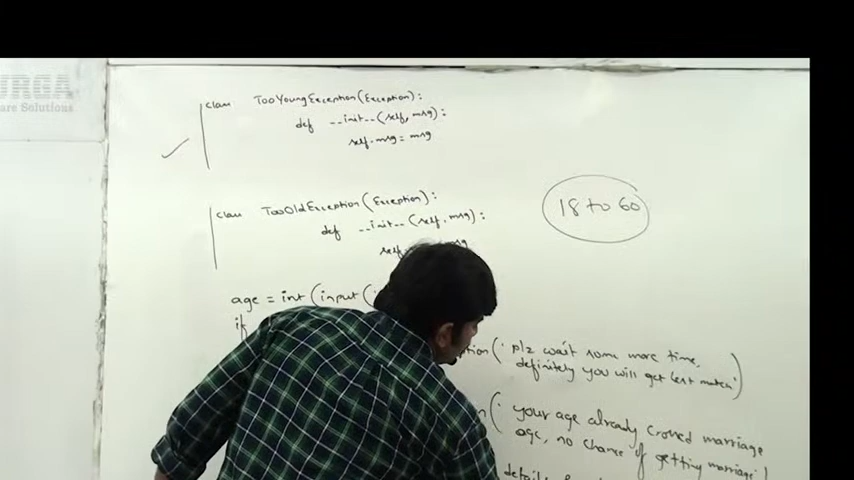 URGA
are Solutions
class TooYoungException(Exception):
def __init__(self, msg):
self.msg = msg
class TooOldException(Exception):
def __init__(self, msg):
18 to 60
age = int(input(
if
ption(' plz wait some more time,
definitely you will get best match')
n(' your age already crossed marriage
age, no chance of getting marriage')
details